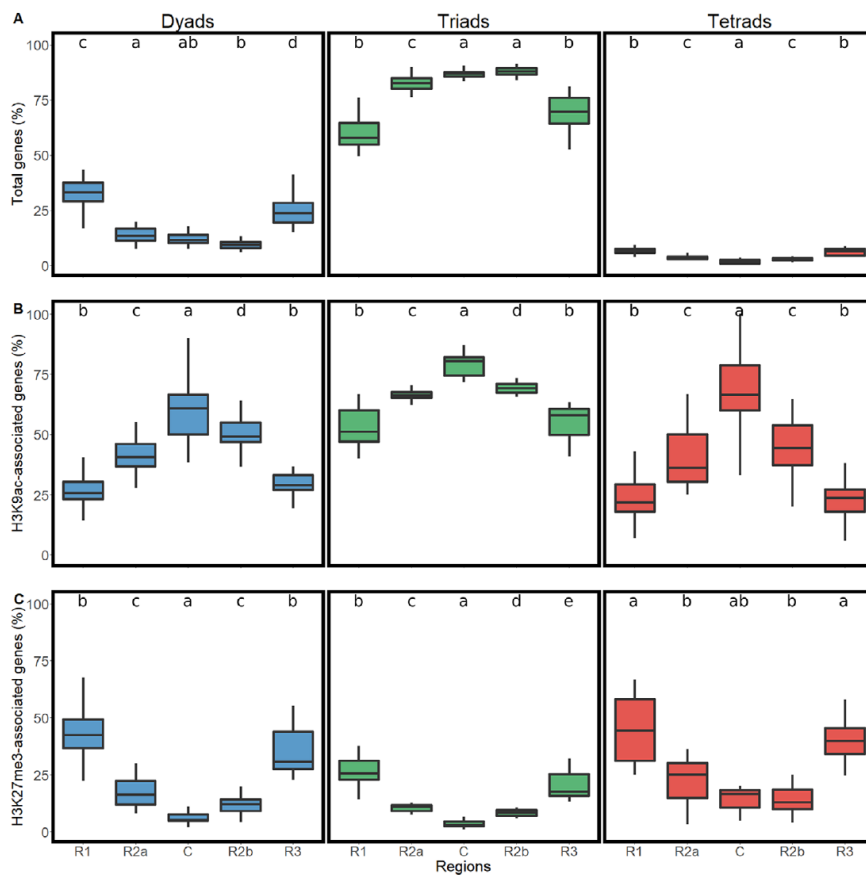 A
Dyads Triads Tetrads
Total genes (%)
100
75
50
25
0
c a ab b d
b c a a b
b c a c b
B
H3K9ac-associated genes (%)
100
75
50
25
0
b c a d b
b c a d b
b c a c b
C
H3K27me3-associated genes (%)
100
75
50
25
0
b c a c b
b c a d e
a b ab b a
R1 R2a C R2b R3
R1 R2a C R2b R3
R1 R2a C R2b R3
Regions